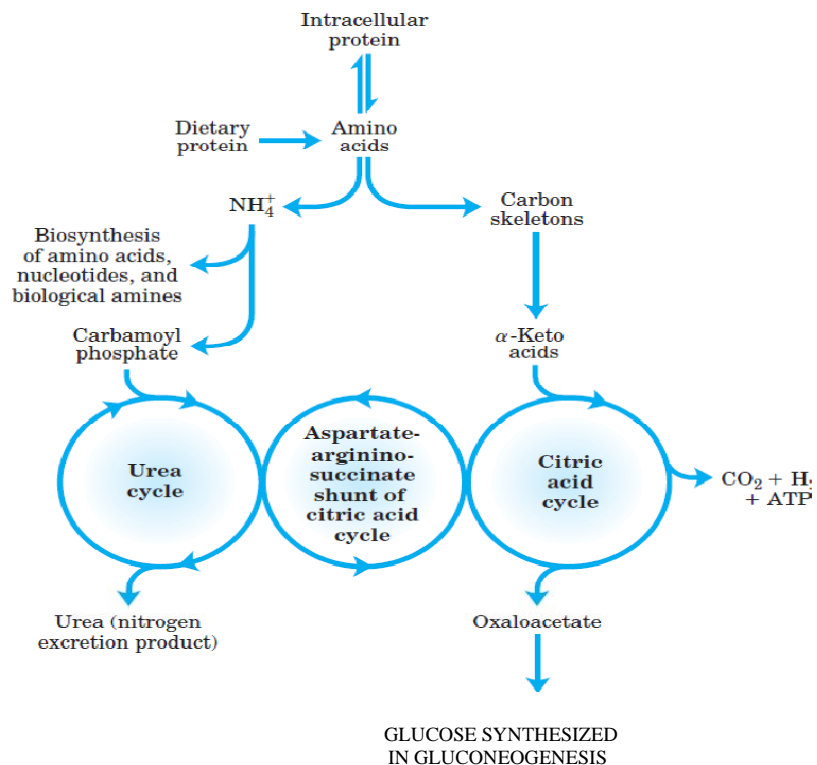 Intracellular
protein
Dietary
protein
Amino
acids
NH₄⁺
Carbon
skeletons
Biosynthesis
of amino acids,
nucleotides, and
biological amines
Carbamoyl
phosphate
α-Keto
acids
Urea
cycle
Aspartate-
arginino-
succinate
shunt of
citric acid
cycle
Citric
acid
cycle
CO₂ + H
+ ATP
Urea (nitrogen
excretion product)
Oxaloacetate
GLUCOSE SYNTHESIZED
IN GLUCONEOGENESIS